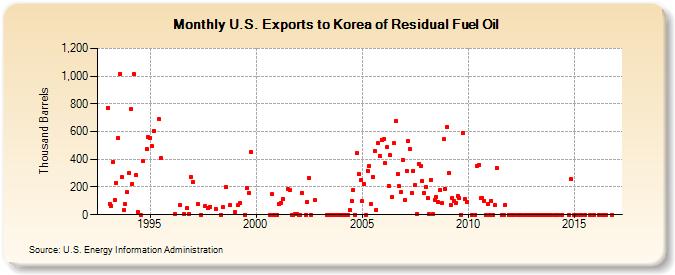 Monthly U.S. Exports to Korea of Residual Fuel Oil
Thousand Barrels
1,200
1,000
800
600
400
200
0
1995 2000 2005 2010 2015
Source: U.S. Energy Information Administration